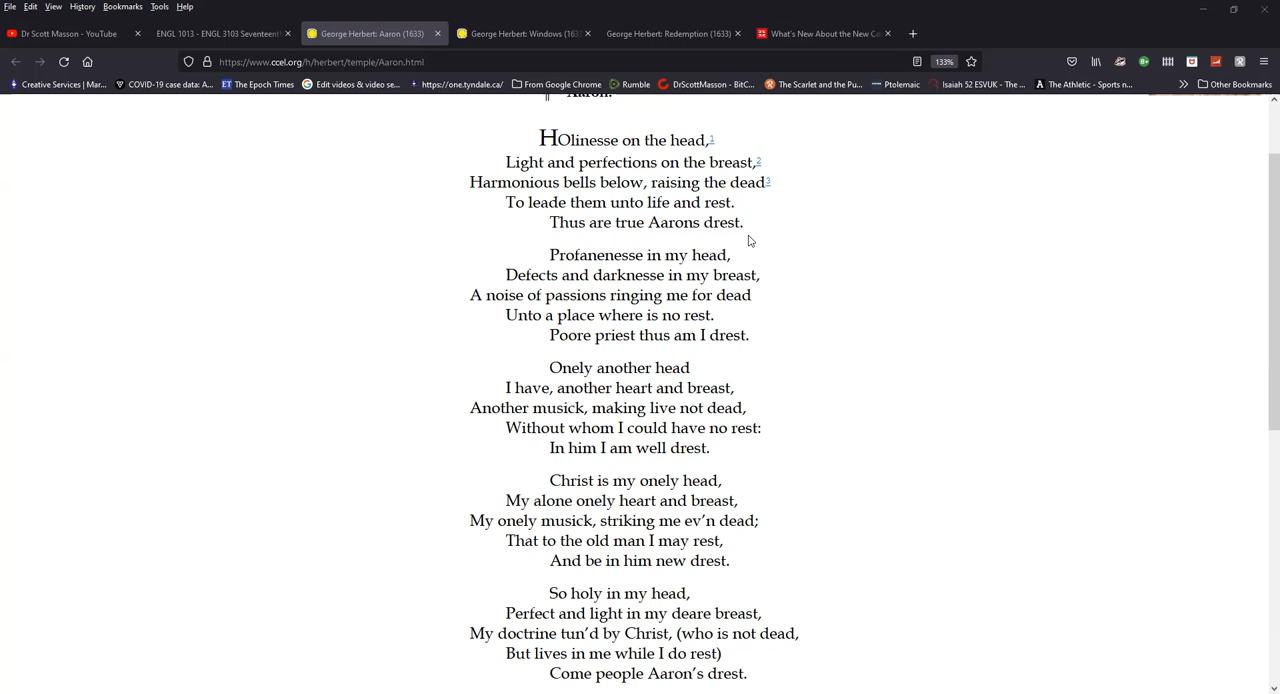 File Edit View History Bookmarks Tools Help
Dr Scott Masson - YouTube ENGL 1013 - ENGL 3103 Seventeenth George Herbert: Aaron (1633) George Herbert: Windows (163 George Herbert: Redemption (1633) What's New About the New Co
https://www.ccel.org/h/herbert/temple/Aaron.html 133%
Creative Services | Mar... COVID-19 case data: A... The Epoch Times Edit videos & video se... https://one.tyndale.ca/ From Google Chrome Rumble DrScottMasson - BitC... The Scarlet and the Pu... Ptolemaic Isaiah 52 ESVUK - The ... The Athletic - Sports n... Other Bookmarks
¶ Aaron.
HOlinesse on the head,1
Light and perfections on the breast,2
Harmonious bells below, raising the dead3
To leade them unto life and rest.
Thus are true Aarons drest.
Profanenesse in my head,
Defects and darknesse in my breast,
A noise of passions ringing me for dead
Unto a place where is no rest.
Poore priest thus am I drest.
Onely another head
I have, another heart and breast,
Another musick, making live not dead,
Without whom I could have no rest:
In him I am well drest.
Christ is my onely head,
My alone onely heart and breast,
My onely musick, striking me ev’n dead;
That to the old man I may rest,
And be in him new drest.
So holy in my head,
Perfect and light in my deare breast,
My doctrine tun’d by Christ, (who is not dead,
But lives in me while I do rest)
Come people Aaron’s drest.